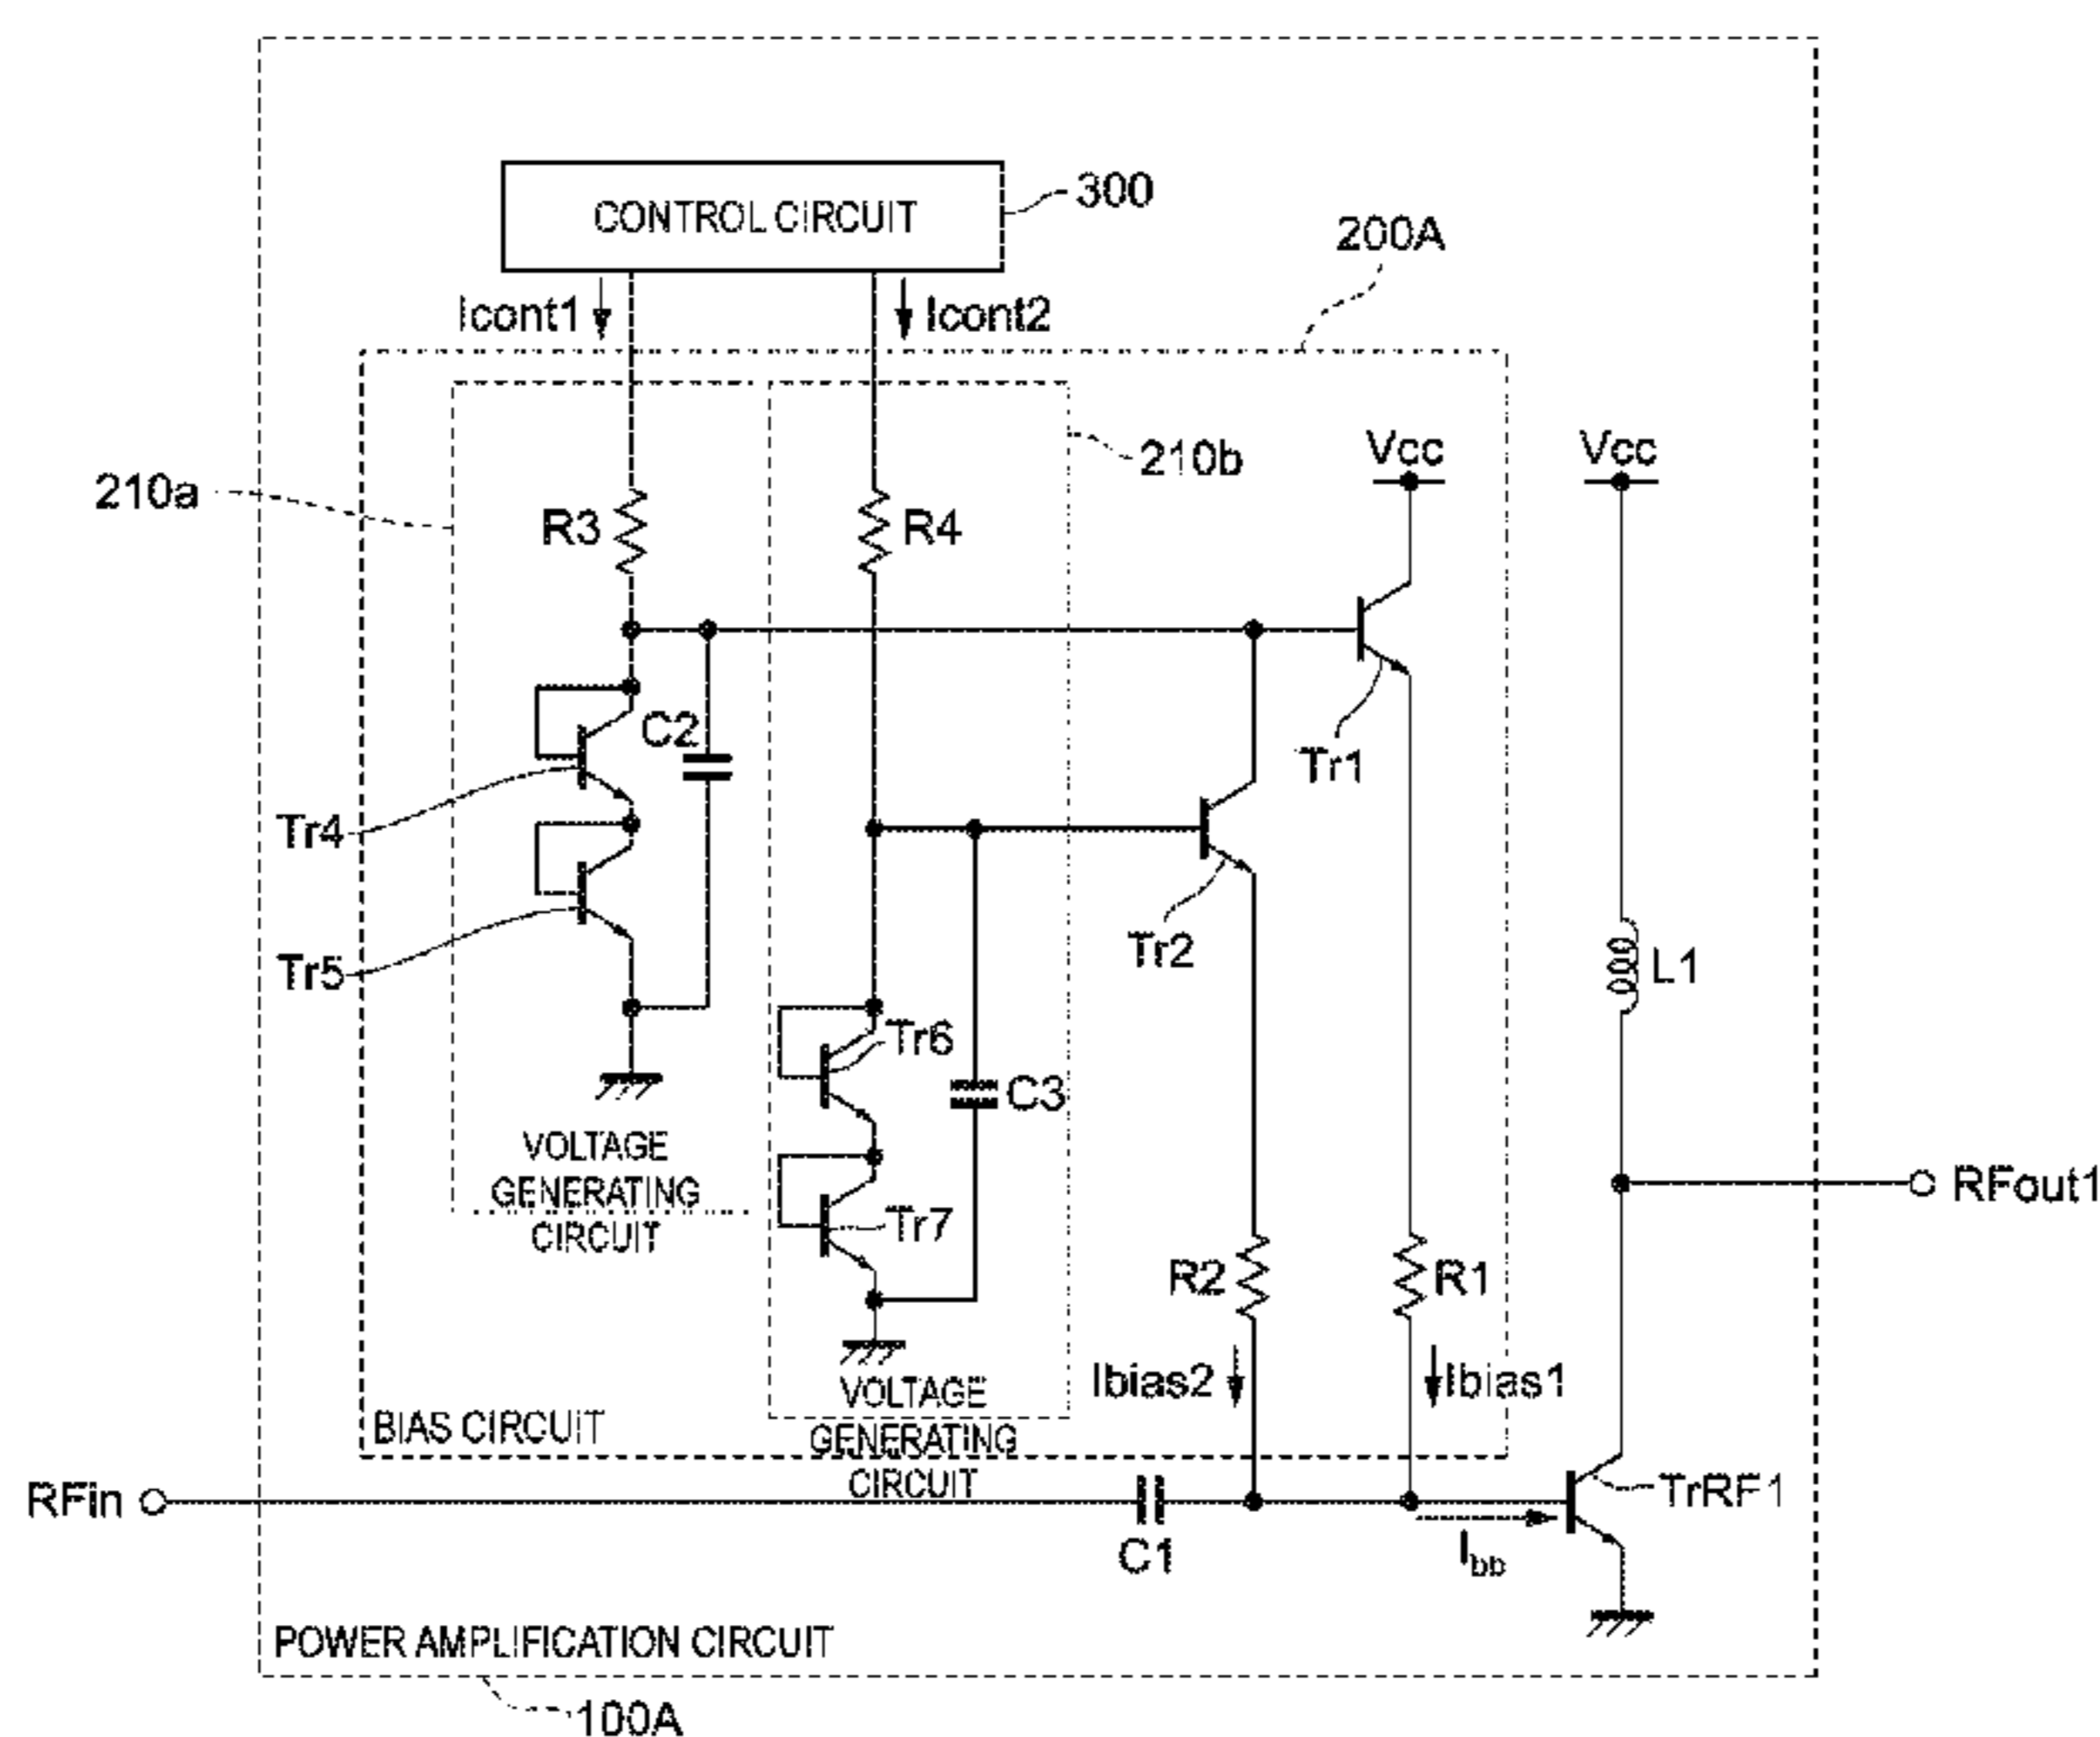 CONTROL CIRCUIT
300
200A
Icont1
Icont2
210a
210b
Vcc
Vcc
R3
R4
C2
Tr1
Tr4
Tr2
Tr5
L1
Tr6
C3
VOLTAGE
GENERATING
CIRCUIT
RFout1
Tr7
R2
R1
Ibias2
Ibias1
VOLTAGE
GENERATING
CIRCUIT
BIAS CIRCUIT
RFin
TrRF1
C1
Ibb
POWER AMPLIFICATION CIRCUIT
100A